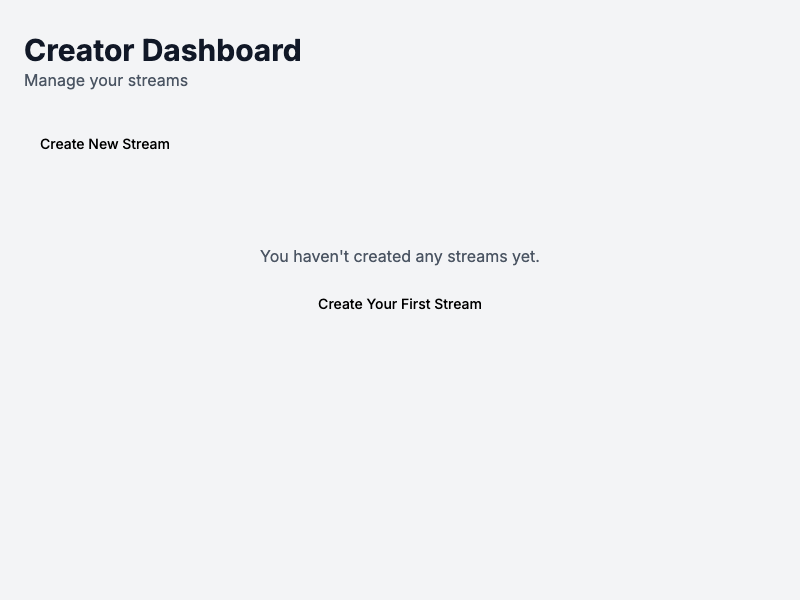 Creator Dashboard
Manage your streams
Create New Stream
You haven't created any streams yet.
Create Your First Stream